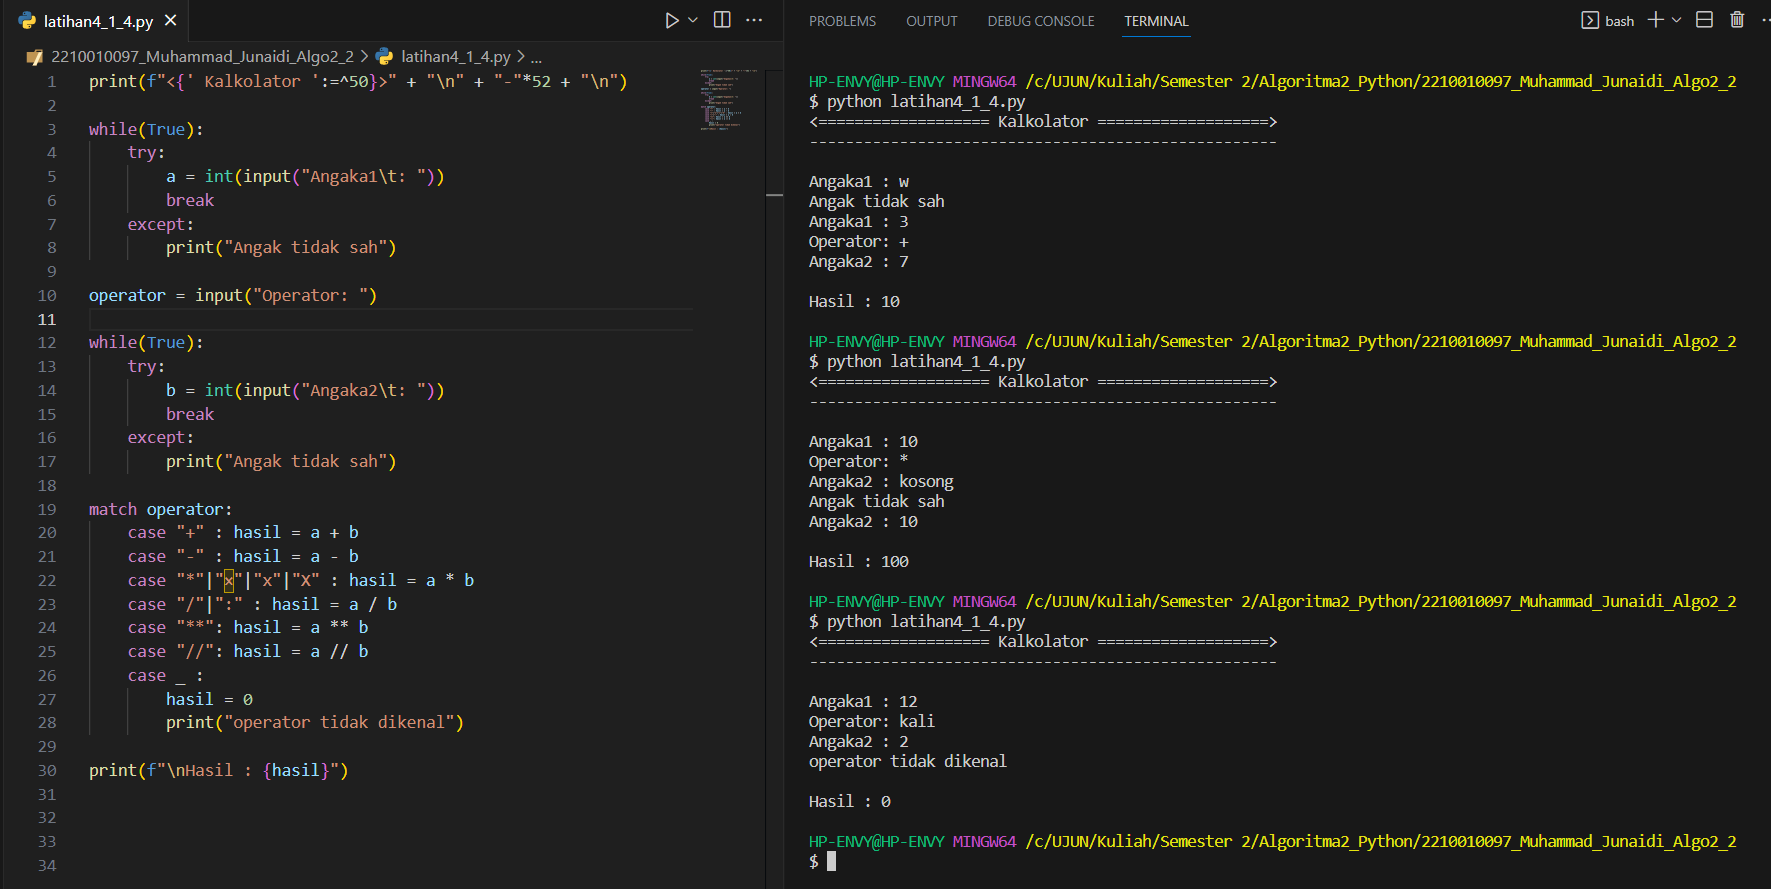 latihan4_1_4.py
2210010097_Muhammad_Junaidi_Algo2_2 > latihan4_1_4.py > ...
1 print(f"<{' Kalkolator ':=^50}>" + "\n" + "-"*52 + "\n")
2
3 while(True):
4     try:
5         a = int(input("Angaka1\t: "))
6         break
7     except:
8         print("Angak tidak sah")
9
10 operator = input("Operator: ")
11
12 while(True):
13     try:
14         b = int(input("Angaka2\t: "))
15         break
16     except:
17         print("Angak tidak sah")
18
19 match operator:
20     case "+" : hasil = a + b
21     case "-" : hasil = a - b
22     case "*"|"×"|"x"|"X" : hasil = a * b
23     case "/"|":" : hasil = a / b
24     case "**": hasil = a ** b
25     case "//": hasil = a // b
26     case _ :
27         hasil = 0
28         print("operator tidak dikenal")
29
30 print(f"\nHasil : {hasil}")
31
32
33
34
PROBLEMS OUTPUT DEBUG CONSOLE TERMINAL
bash
HP-ENVY@HP-ENVY MINGW64 /c/UJUN/Kuliah/Semester 2/Algoritma2_Python/2210010097_Muhammad_Junaidi_Algo2_2
$ python latihan4_1_4.py
<=================== Kalkolator ===================>
----------------------------------------------------
Angaka1 : w
Angak tidak sah
Angaka1 : 3
Operator: +
Angaka2 : 7
Hasil : 10
HP-ENVY@HP-ENVY MINGW64 /c/UJUN/Kuliah/Semester 2/Algoritma2_Python/2210010097_Muhammad_Junaidi_Algo2_2
$ python latihan4_1_4.py
<=================== Kalkolator ===================>
----------------------------------------------------
Angaka1 : 10
Operator: *
Angaka2 : kosong
Angak tidak sah
Angaka2 : 10
Hasil : 100
HP-ENVY@HP-ENVY MINGW64 /c/UJUN/Kuliah/Semester 2/Algoritma2_Python/2210010097_Muhammad_Junaidi_Algo2_2
$ python latihan4_1_4.py
<=================== Kalkolator ===================>
----------------------------------------------------
Angaka1 : 12
Operator: kali
Angaka2 : 2
operator tidak dikenal
Hasil : 0
HP-ENVY@HP-ENVY MINGW64 /c/UJUN/Kuliah/Semester 2/Algoritma2_Python/2210010097_Muhammad_Junaidi_Algo2_2
$